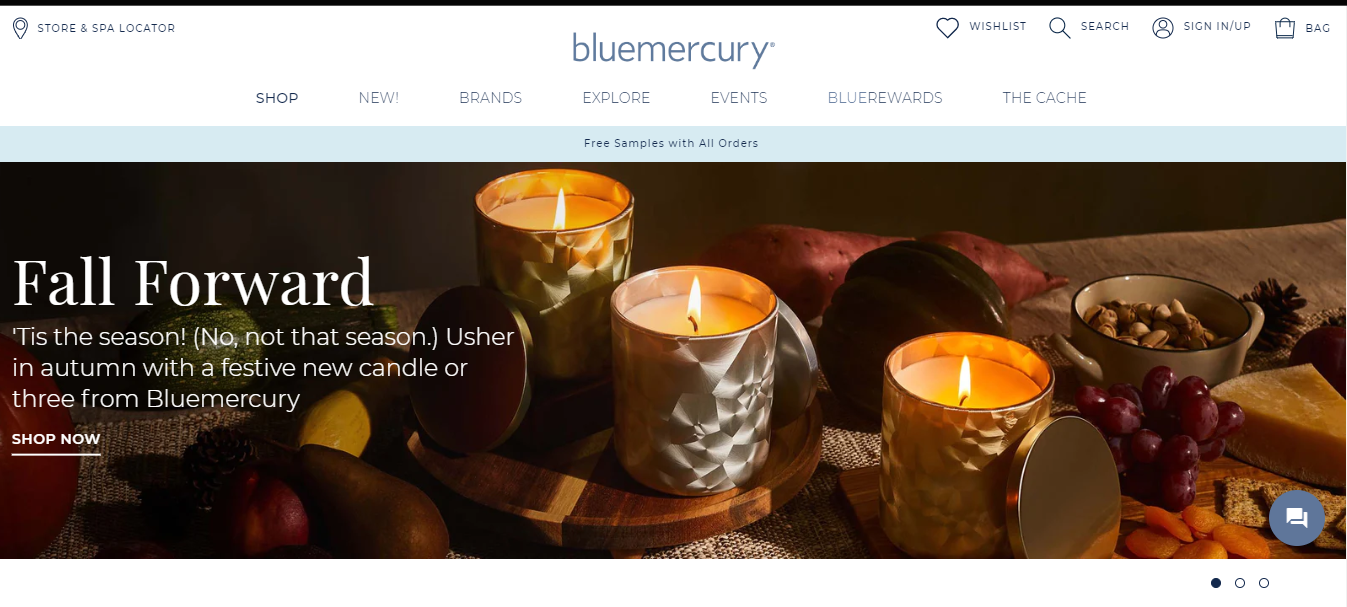 STORE & SPA LOCATOR
WISHLIST
SEARCH
SIGN IN/UP
BAG
bluemercury®
SHOP
NEW!
BRANDS
EXPLORE
EVENTS
BLUEREWARDS
THE CACHE
Free Samples with All Orders
Fall Forward
'Tis the season! (No, not that season.) Usher
in autumn with a festive new candle or
three from Bluemercury
SHOP NOW